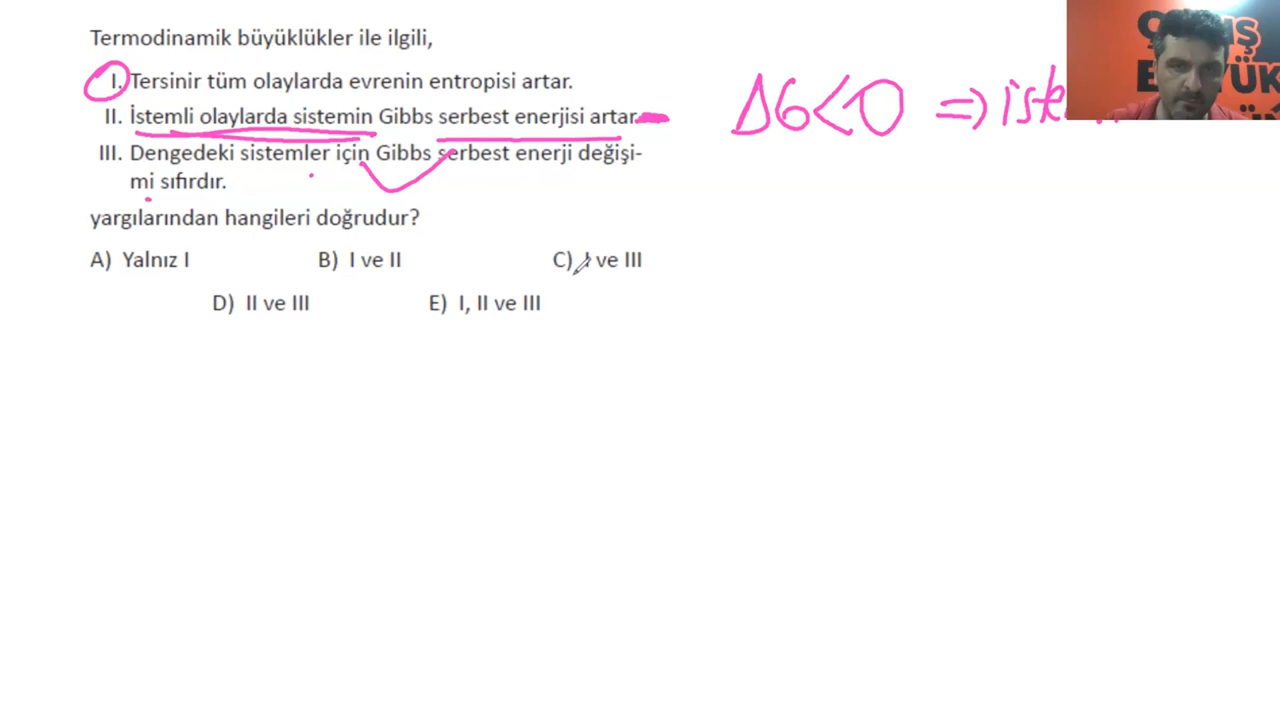 Termodinamik büyüklükler ile ilgili,
I. Tersinir tüm olaylarda evrenin entropisi artar.
II. İstemli olaylarda sistemin Gibbs serbest enerjisi artar.
III. Dengedeki sistemler için Gibbs serbest enerji değişi-
mi sıfırdır.
yargılarından hangileri doğrudur?
A) Yalnız I
B) I ve II
C) I ve III
D) II ve III
E) I, II ve III
ΔG<0 ⇒